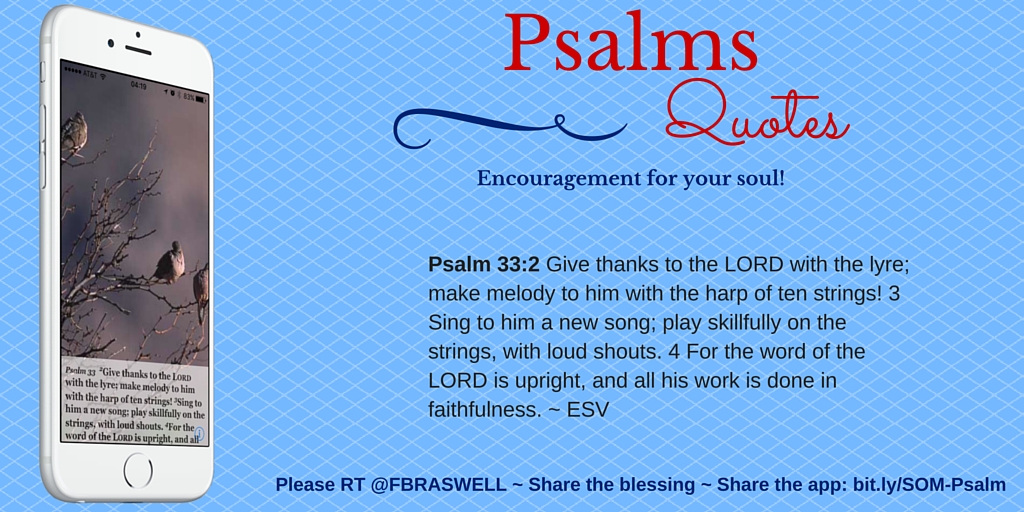 AT&T
04:19
83%
Psalm 33 ²Give thanks to the LORD
with the lyre; make melody to him
with the harp of ten strings! ³Sing to
him a new song; play skillfully on the
strings, with loud shouts. ⁴For the
word of the LORD is upright, and all
Psalms
Quotes
Encouragement for your soul!
Psalm 33:2 Give thanks to the LORD with the lyre;
make melody to him with the harp of ten strings! 3
Sing to him a new song; play skillfully on the
strings, with loud shouts. 4 For the word of the
LORD is upright, and all his work is done in
faithfulness. ~ ESV
Please RT @FBRASWELL ~ Share the blessing ~ Share the app: bit.ly/SOM-Psalm